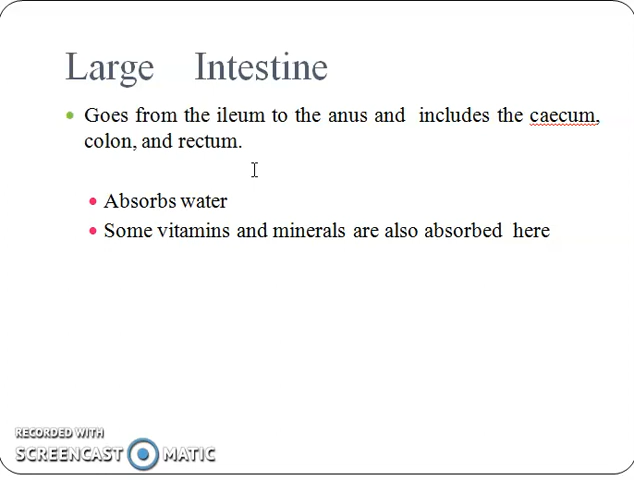 Large Intestine
Goes from the ileum to the anus and includes the caecum,
colon, and rectum.
Absorbs water
Some vitamins and minerals are also absorbed here
RECORDED WITH
SCREENCAST MATIC